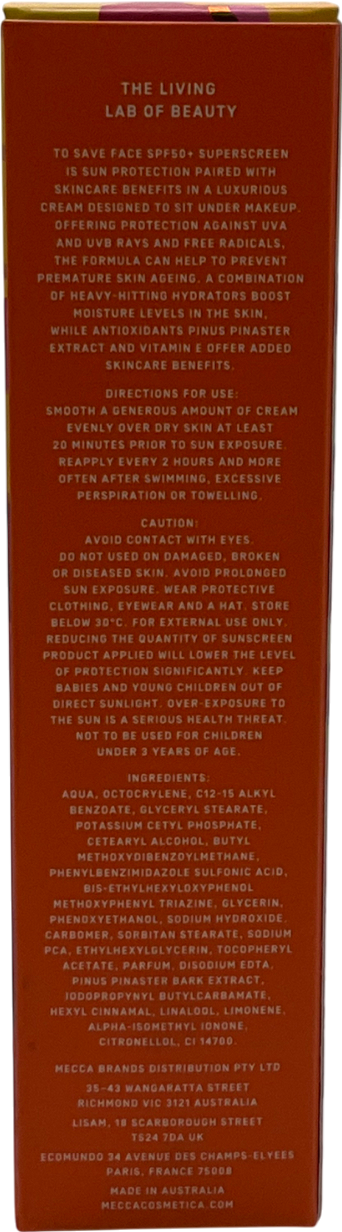 THE LIVING
LAB OF BEAUTY
TO SAVE FACE SPF50+ SUPERSCREEN
IS SUN PROTECTION PAIRED WITH
SKINCARE BENEFITS IN A LUXURIOUS
CREAM DESIGNED TO SIT UNDER MAKEUP.
OFFERING PROTECTION AGAINST UVA
AND UVB RAYS AND FREE RADICALS,
THE FORMULA CAN HELP TO PREVENT
PREMATURE SKIN AGEING. A COMBINATION
OF HEAVY-HITTING HYDRATORS BOOST
MOISTURE LEVELS IN THE SKIN,
WHILE ANTIOXIDANTS PINUS PINASTER
EXTRACT AND VITAMIN E OFFER ADDED
SKINCARE BENEFITS.
DIRECTIONS FOR USE:
SMOOTH A GENEROUS AMOUNT OF CREAM
EVENLY OVER DRY SKIN AT LEAST
20 MINUTES PRIOR TO SUN EXPOSURE.
REAPPLY EVERY 2 HOURS AND MORE
OFTEN AFTER SWIMMING, EXCESSIVE
PERSPIRATION OR TOWELLING.
CAUTION:
AVOID CONTACT WITH EYES.
DO NOT USED ON DAMAGED, BROKEN
OR DISEASED SKIN. AVOID PROLONGED
SUN EXPOSURE. WEAR PROTECTIVE
CLOTHING, EYEWEAR AND A HAT. STORE
BELOW 30°C. FOR EXTERNAL USE ONLY.
REDUCING THE QUANTITY OF SUNSCREEN
PRODUCT APPLIED WILL LOWER THE LEVEL
OF PROTECTION SIGNIFICANTLY. KEEP
BABIES AND YOUNG CHILDREN OUT OF
DIRECT SUNLIGHT. OVER-EXPOSURE TO
THE SUN IS A SERIOUS HEALTH THREAT.
NOT TO BE USED FOR CHILDREN
UNDER 3 YEARS OF AGE.
INGREDIENTS:
AQUA, OCTOCRYLENE, C12-15 ALKYL
BENZOATE, GLYCERYL STEARATE,
POTASSIUM CETYL PHOSPHATE,
CETEARYL ALCOHOL, BUTYL
METHOXYDIBENZOYLMETHANE,
PHENYLBENZIMIDAZOLE SULFONIC ACID,
BIS-ETHYLHEXYLOXYPHENOL
METHOXYPHENYL TRIAZINE, GLYCERIN,
PHENOXYETHANOL, SODIUM HYDROXIDE,
CARBOMER, SORBITAN STEARATE, SODIUM
PCA, ETHYLHEXYLGLYCERIN, TOCOPHERYL
ACETATE, PARFUM, DISODIUM EDTA,
PINUS PINASTER BARK EXTRACT,
IODOPROPYNYL BUTYLCARBAMATE,
HEXYL CINNAMAL, LINALOOL, LIMONENE,
ALPHA-ISOMETHYL IONONE,
CITRONELLOL, CI 14700.
MECCA BRANDS DISTRIBUTION PTY LTD
35-43 WANGARATTA STREET
RICHMOND VIC 3121 AUSTRALIA
LISAM, 18 SCARBOROUGH STREET
TS24 7DA UK
ECOMUNDO 34 AVENUE DES CHAMPS-ELYEES
PARIS, FRANCE 75008
MADE IN AUSTRALIA
MECCACOSMETICA.COM